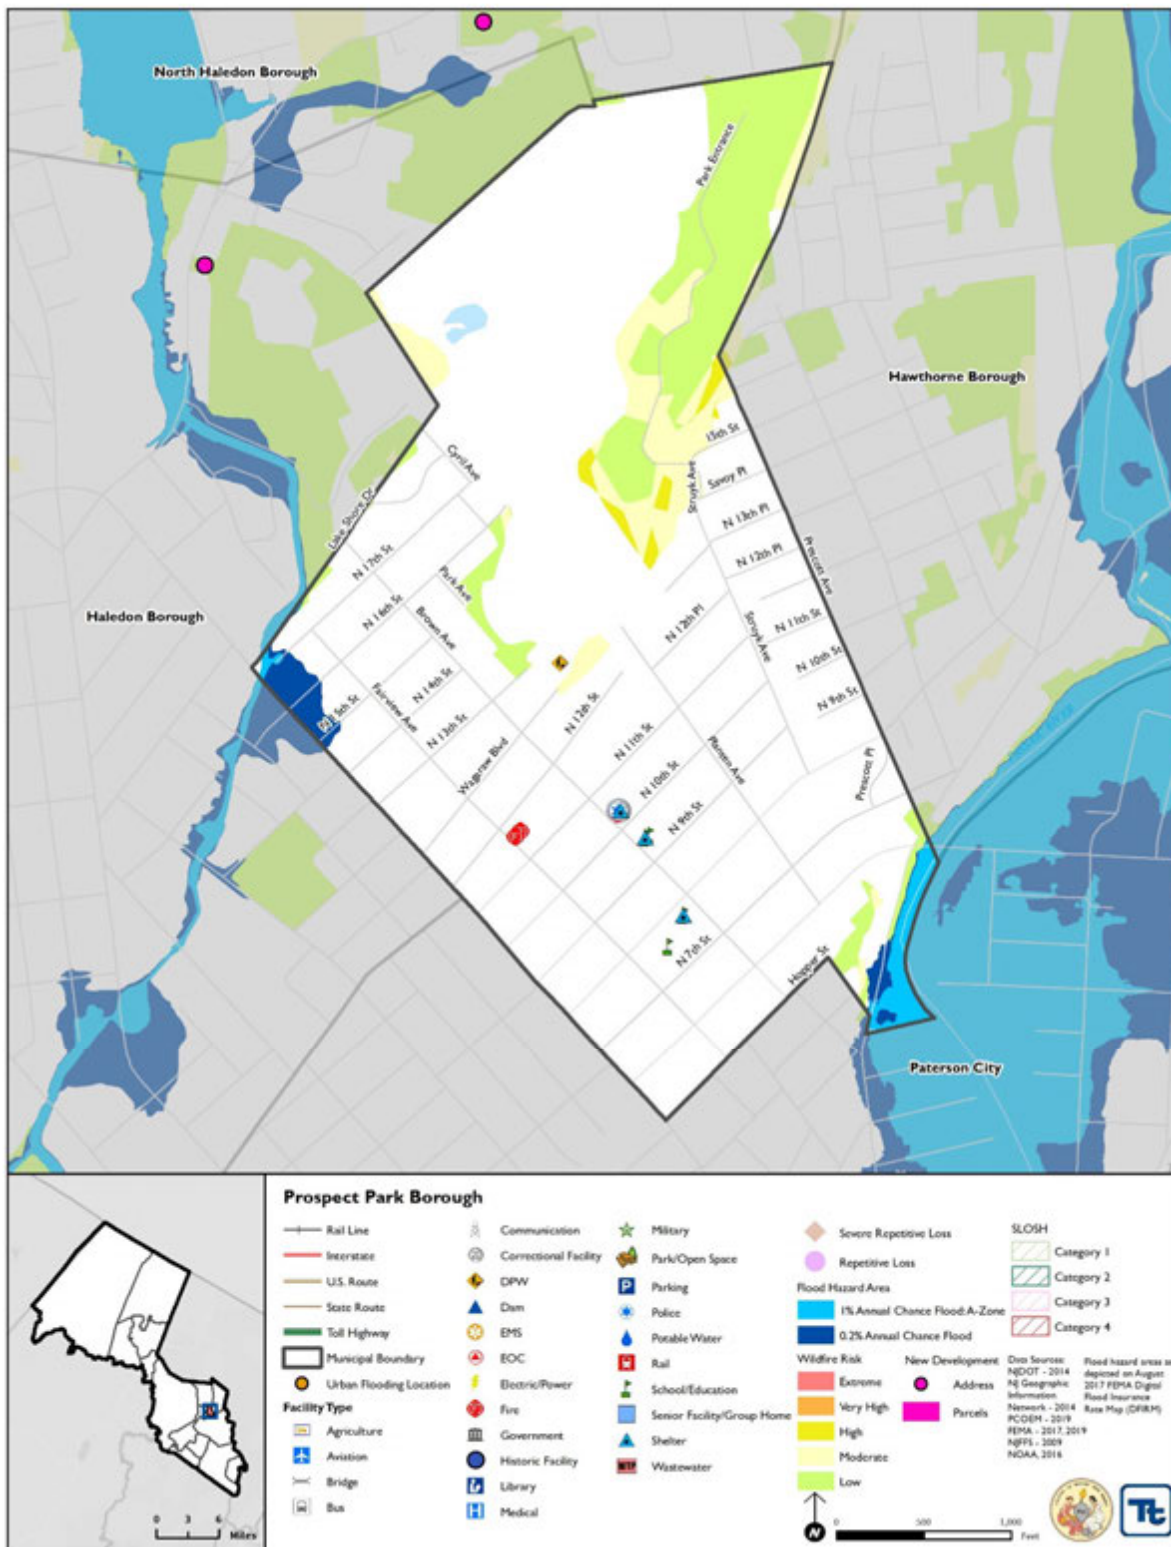 North Haledon Borough
Park Entrance
Hawthorne Borough
15th St
Cyril Ave
Savoy Pl
Struyk Ave
Lake Shore Dr
N 13th Pl
N 17th St
N 12th Pl
Prescott Ave
Park Ave
N 16th St
Haledon Borough
Brown Ave
N 12th Pl
Struyk Ave
N 11th St
N 10th St
N 14th St
N 15th St
Fairview Ave
N 9th St
N 13th St
N 12th St
N 11th St
Wagaraw Blvd
Planten Ave
N 10th St
Prescott Pl
N 9th St
N 7th St
Hopper St
Paterson City
Prospect Park Borough
Rail Line
Interstate
U.S. Route
State Route
Toll Highway
Municipal Boundary
Urban Flooding Location
Facility Type
Agriculture
Aviation
Bridge
Bus
Communication
Correctional Facility
DPW
Dam
EMS
EOC
Electric/Power
Fire
Government
Historic Facility
Library
Medical
Military
Park/Open Space
Parking
Police
Potable Water
Rail
School/Education
Senior Facility/Group Home
Shelter
Wastewater
Severe Repetitive Loss
Repetitive Loss
Flood Hazard Area
1% Annual Chance Flood: A-Zone
0.2% Annual Chance Flood
Wildfire Risk
Extreme
Very High
High
Moderate
Low
New Development
Address
Parcels
SLOSH
Category 1
Category 2
Category 3
Category 4
Data Sources:
NJDOT - 2014
NJ Geographic
Information
Network - 2014
PCOEM - 2019
FEMA - 2017, 2019
NJFFS - 2009
NOAA, 2016
Flood hazard areas as
depicted on August
2017 FEMA Digital
Flood Insurance
Rate Map (DFIRM)
0 3 6
Miles
N
0 500 1,000
Feet
Tt